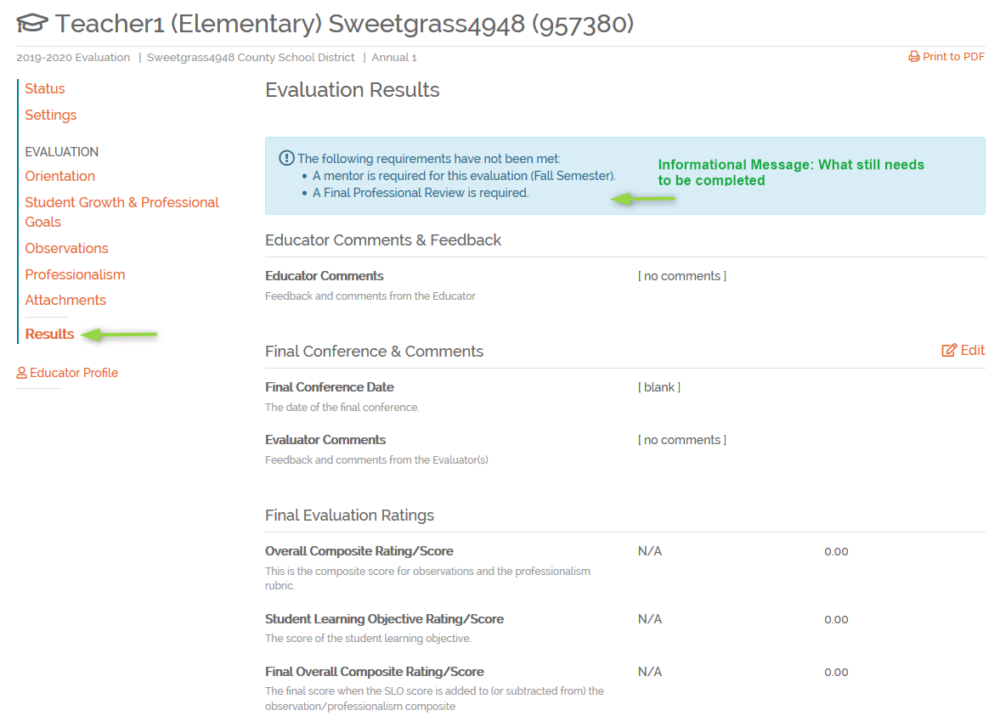 Teacher1 (Elementary) Sweetgrass4948 (957380)
2019-2020 Evaluation | Sweetgrass4948 County School District | Annual 1
Print to PDF
Status
Settings
EVALUATION
Orientation
Student Growth & Professional
Goals
Observations
Professionalism
Attachments
Results
Educator Profile
Evaluation Results
The following requirements have not been met:
• A mentor is required for this evaluation (Fall Semester).
• A Final Professional Review is required.
Informational Message: What still needs
to be completed
Educator Comments & Feedback
Educator Comments [ no comments ]
Feedback and comments from the Educator
Final Conference & Comments Edit
Final Conference Date [ blank ]
The date of the final conference.
Evaluator Comments [ no comments ]
Feedback and comments from the Evaluator(s)
Final Evaluation Ratings
Overall Composite Rating/Score N/A 0.00
This is the composite score for observations and the professionalism
rubric.
Student Learning Objective Rating/Score N/A 0.00
The score of the student learning objective.
Final Overall Composite Rating/Score N/A 0.00
The final score when the SLO score is added to (or subtracted from) the
observation/professionalism composite